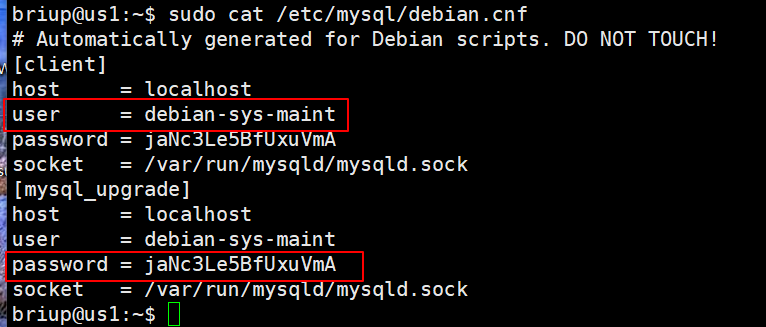 briup@us1:~$ sudo cat /etc/mysql/debian.cnf
# Automatically generated for Debian scripts. DO NOT TOUCH!
[client]
host     = localhost
user     = debian-sys-maint
password = jaNc3Le5BfUxuVmA
socket   = /var/run/mysqld/mysqld.sock
[mysql_upgrade]
host     = localhost
user     = debian-sys-maint
password = jaNc3Le5BfUxuVmA
socket   = /var/run/mysqld/mysqld.sock
briup@us1:~$